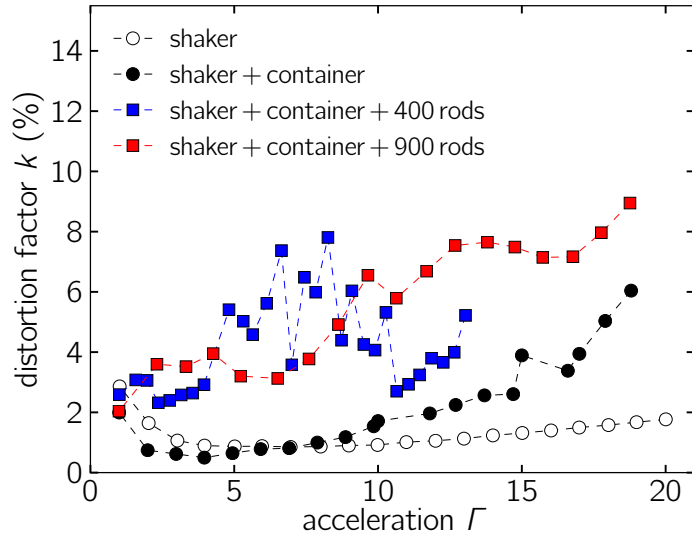 shaker
shaker + container
shaker + container + 400 rods
shaker + container + 900 rods
distortion factor k (%)
14
12
10
8
6
4
2
0
0 5 10 15 20
acceleration Γ